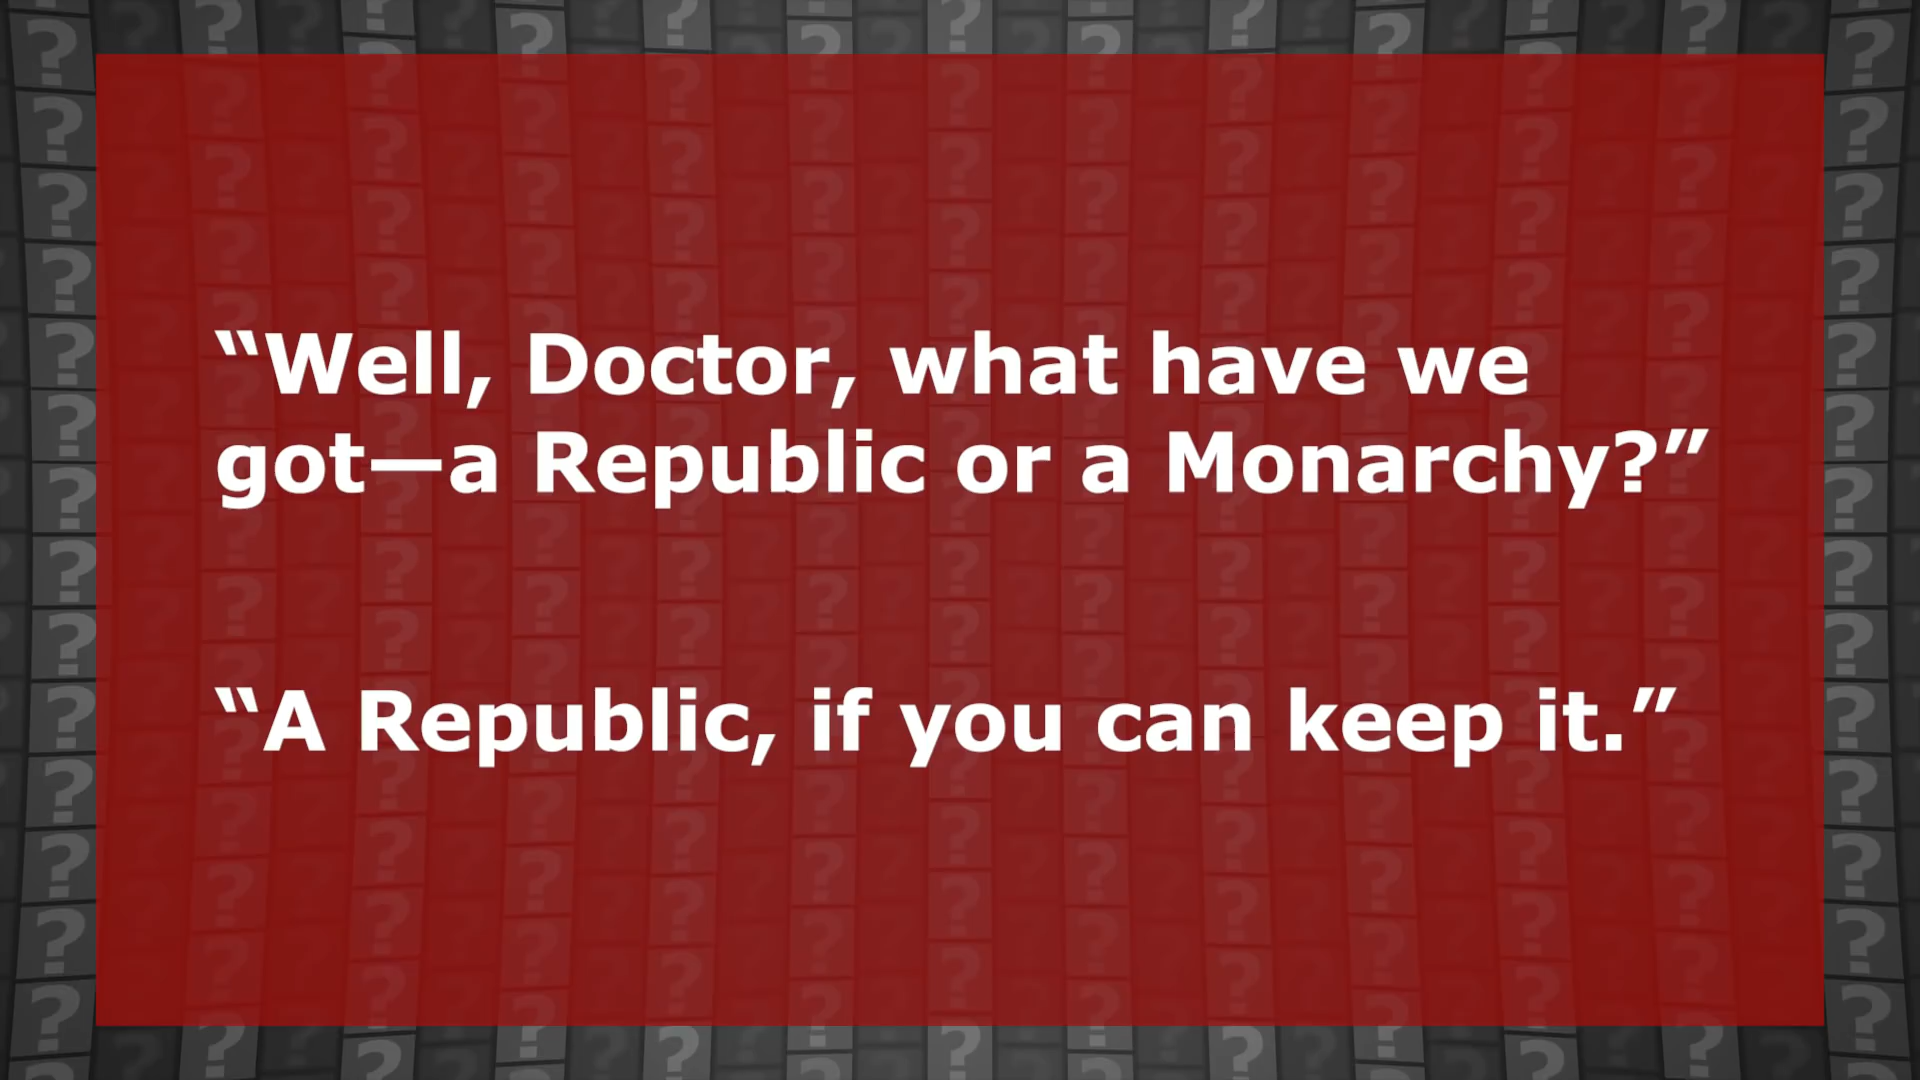 “Well, Doctor, what have we
got—a Republic or a Monarchy?”
“A Republic, if you can keep it.”